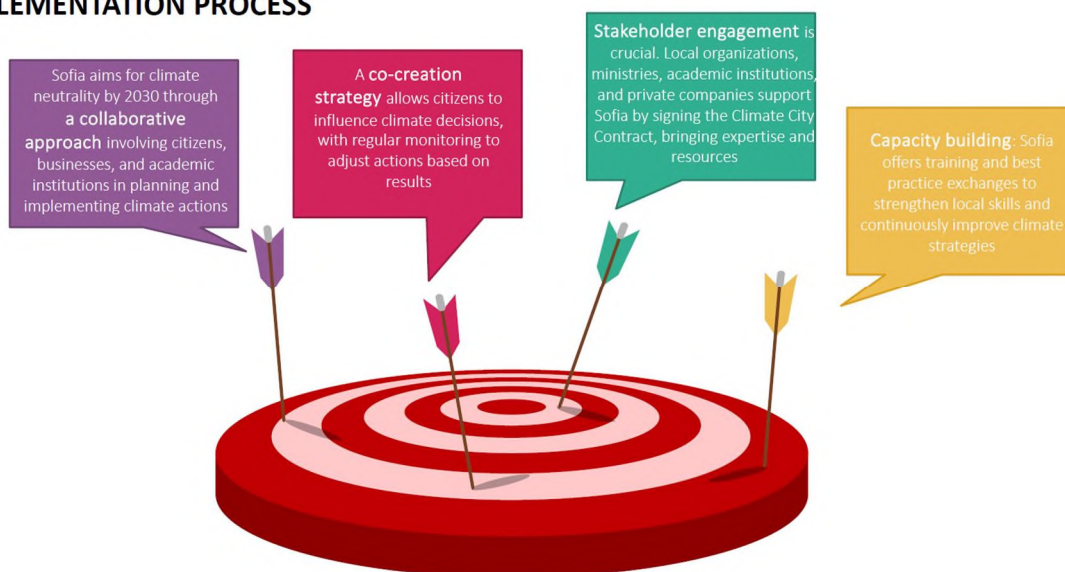 LEMENTATION PROCESS
Sofia aims for climate
neutrality by 2030 through
a collaborative
approach involving citizens,
businesses, and academic
institutions in planning and
implementing climate actions
A co-creation
strategy allows citizens to
influence climate decisions,
with regular monitoring to
adjust actions based on
results
Stakeholder engagement is
crucial. Local organizations,
ministries, academic institutions,
and private companies support
Sofia by signing the Climate City
Contract, bringing expertise and
resources
Capacity building: Sofia
offers training and best
practice exchanges to
strengthen local skills and
continuously improve climate
strategies